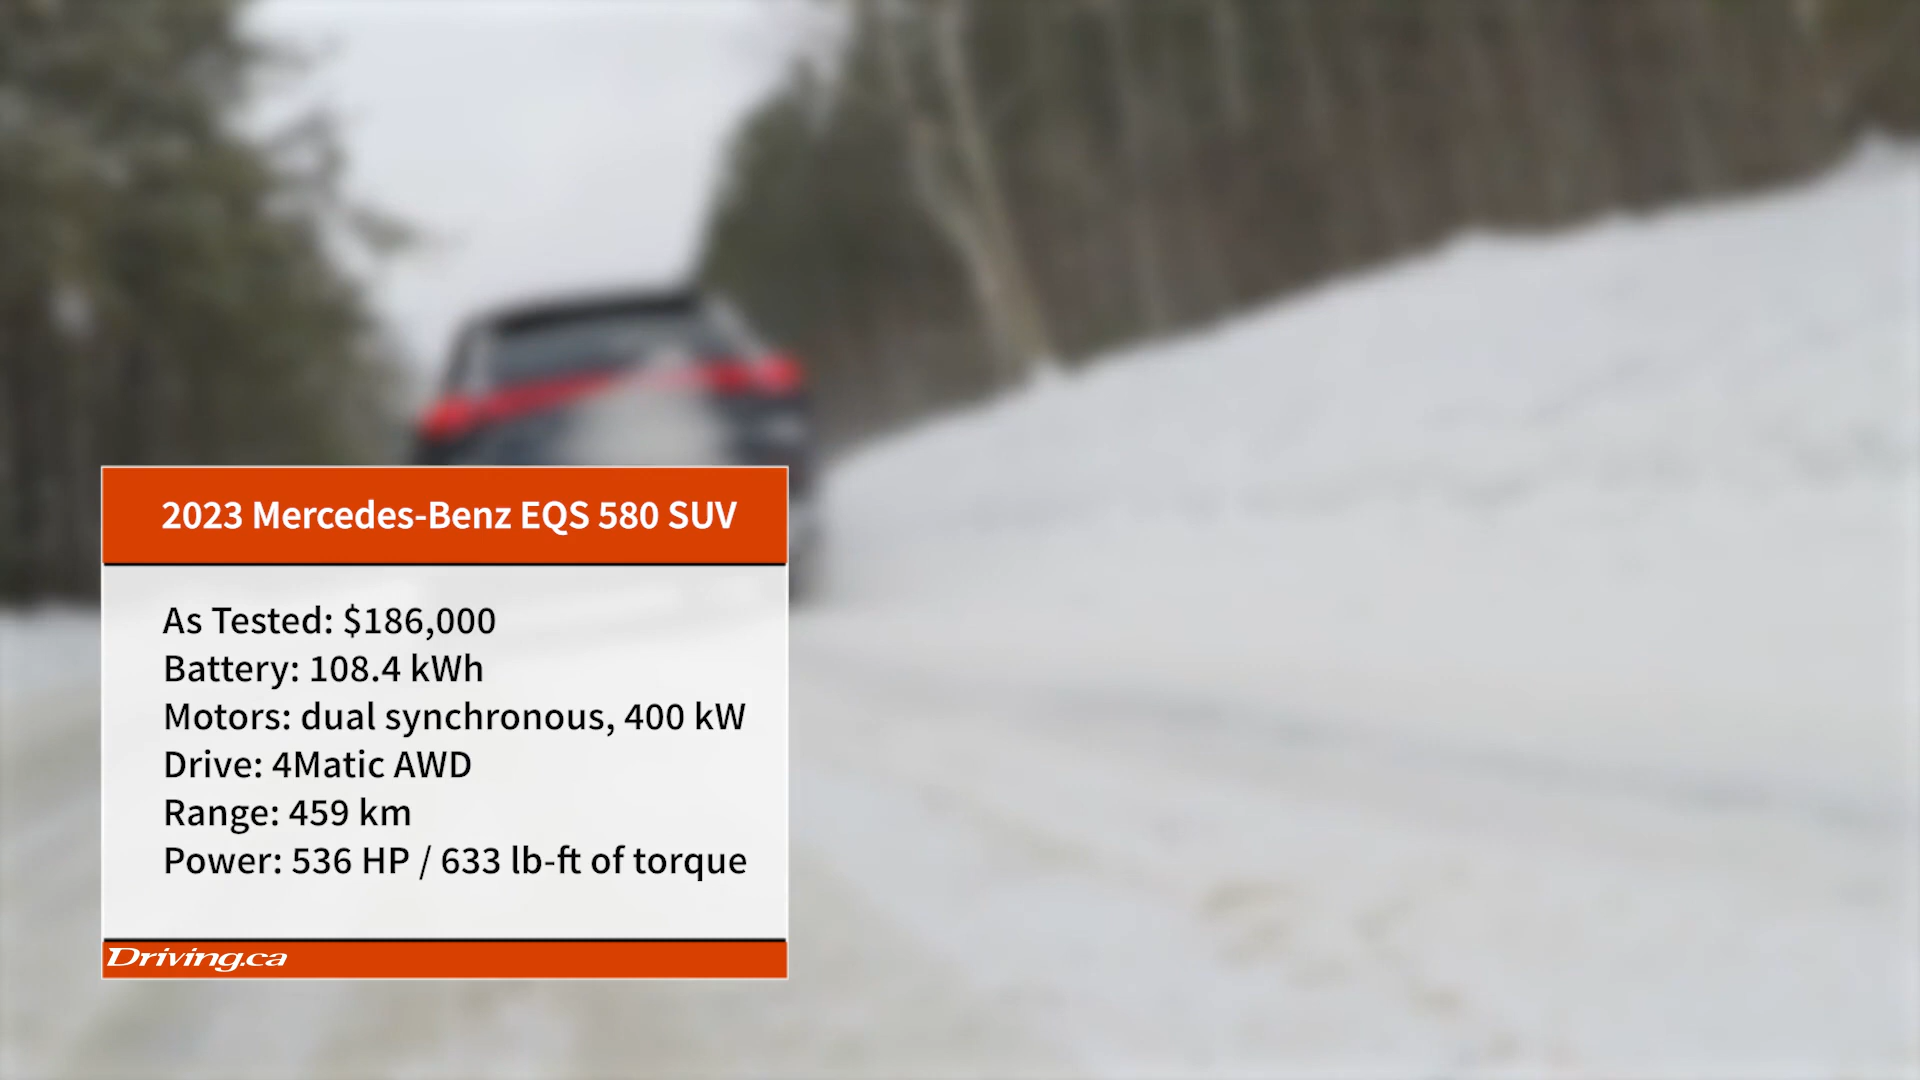 2023 Mercedes-Benz EQS 580 SUV
As Tested: $186,000
Battery: 108.4 kWh
Motors: dual synchronous, 400 kW
Drive: 4Matic AWD
Range: 459 km
Power: 536 HP / 633 lb-ft of torque
Driving.ca